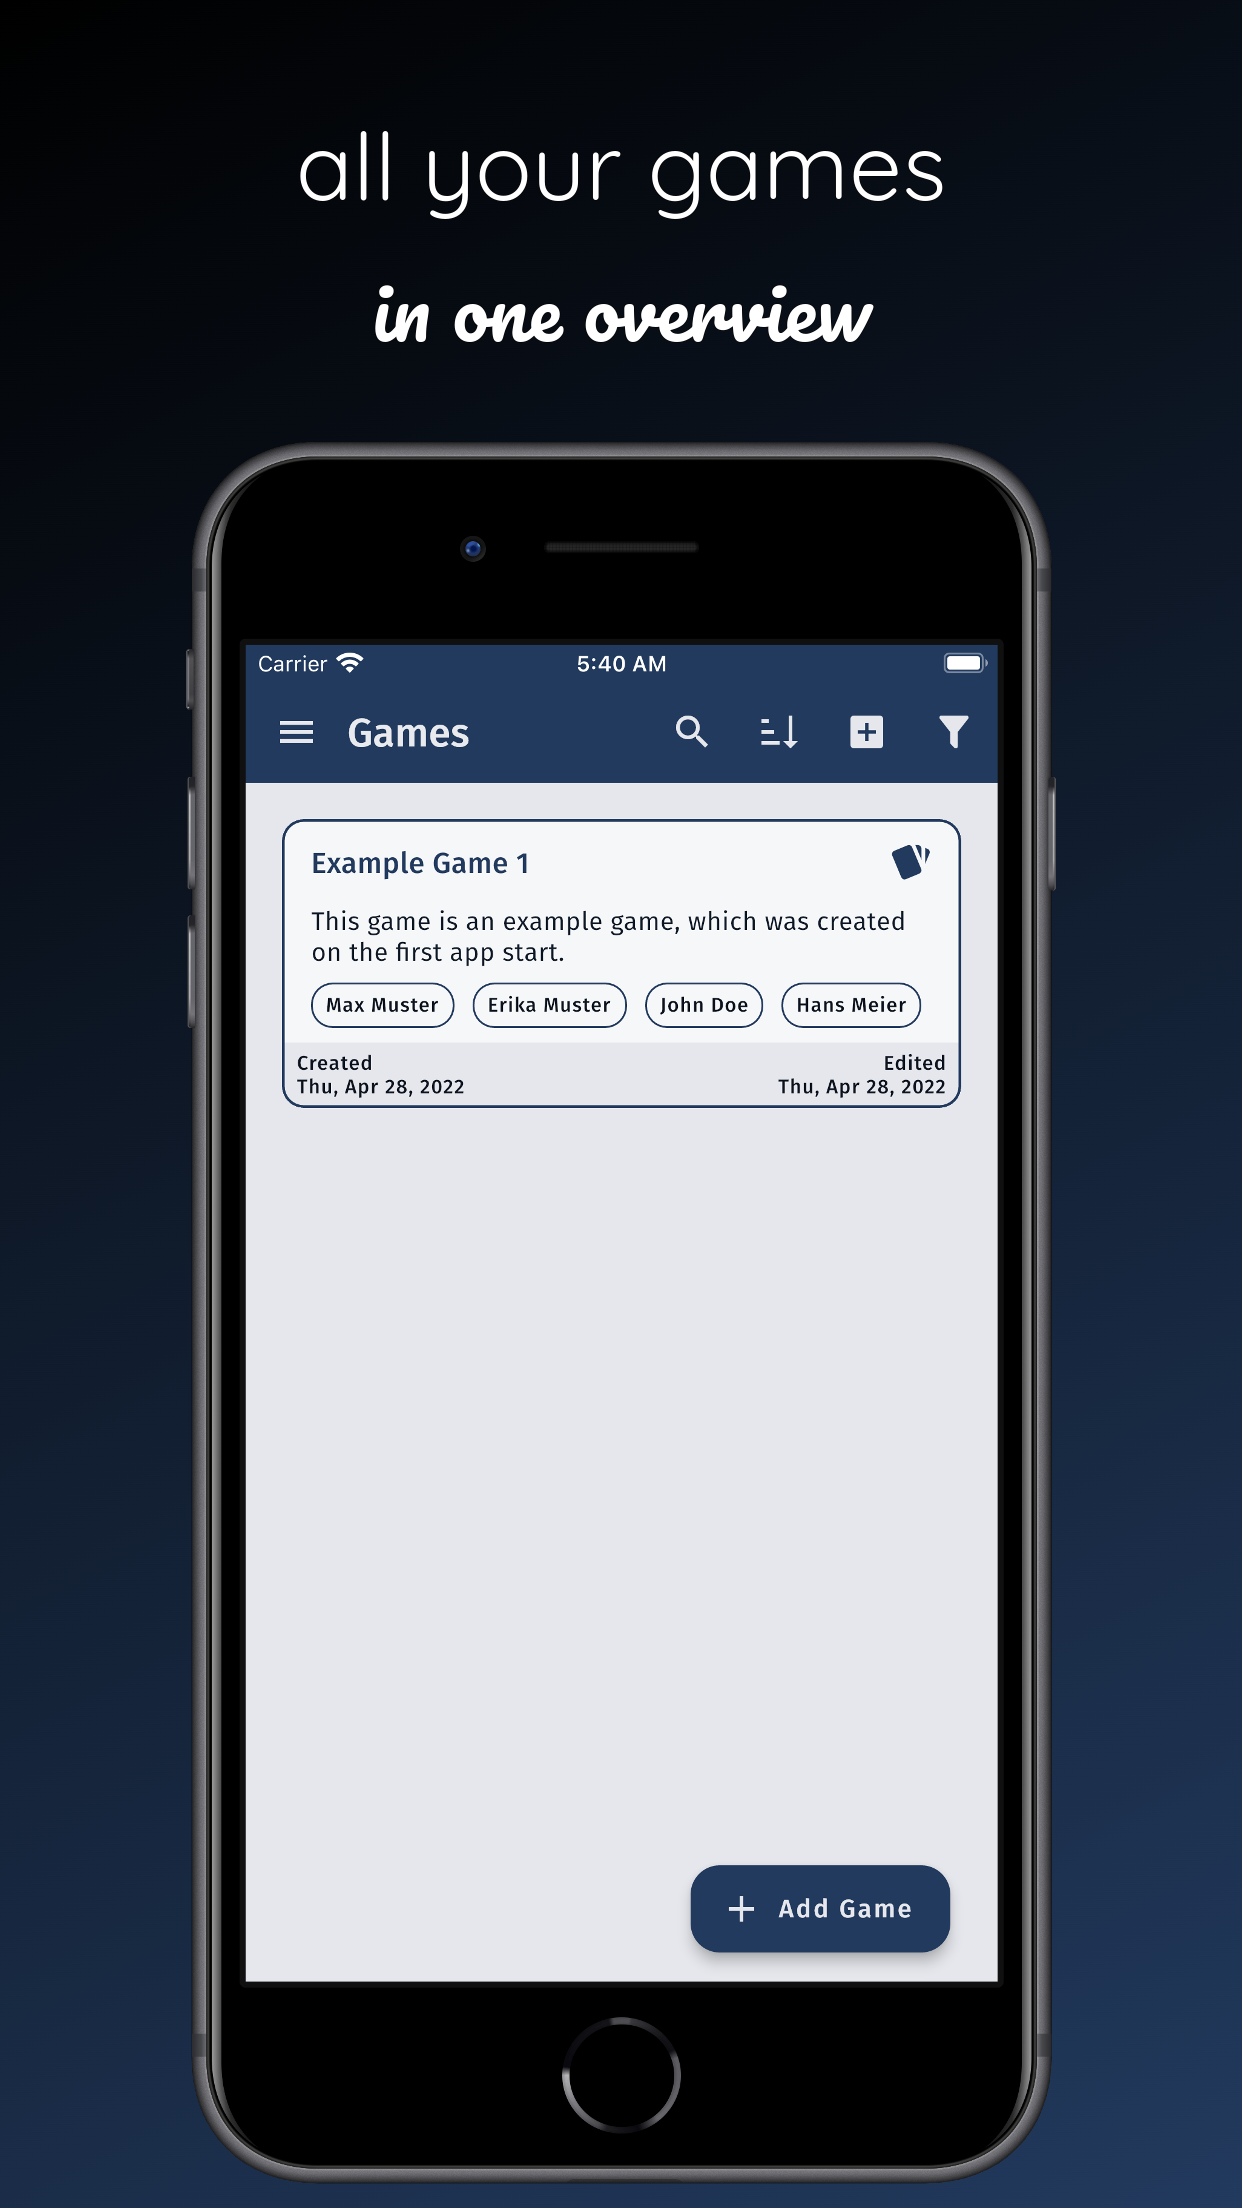 all your games
in one overview
Carrier 5:40 AM
Games
Example Game 1
This game is an example game, which was created
on the first app start.
Max Muster Erika Muster John Doe Hans Meier
Created Edited
Thu, Apr 28, 2022 Thu, Apr 28, 2022
Add Game